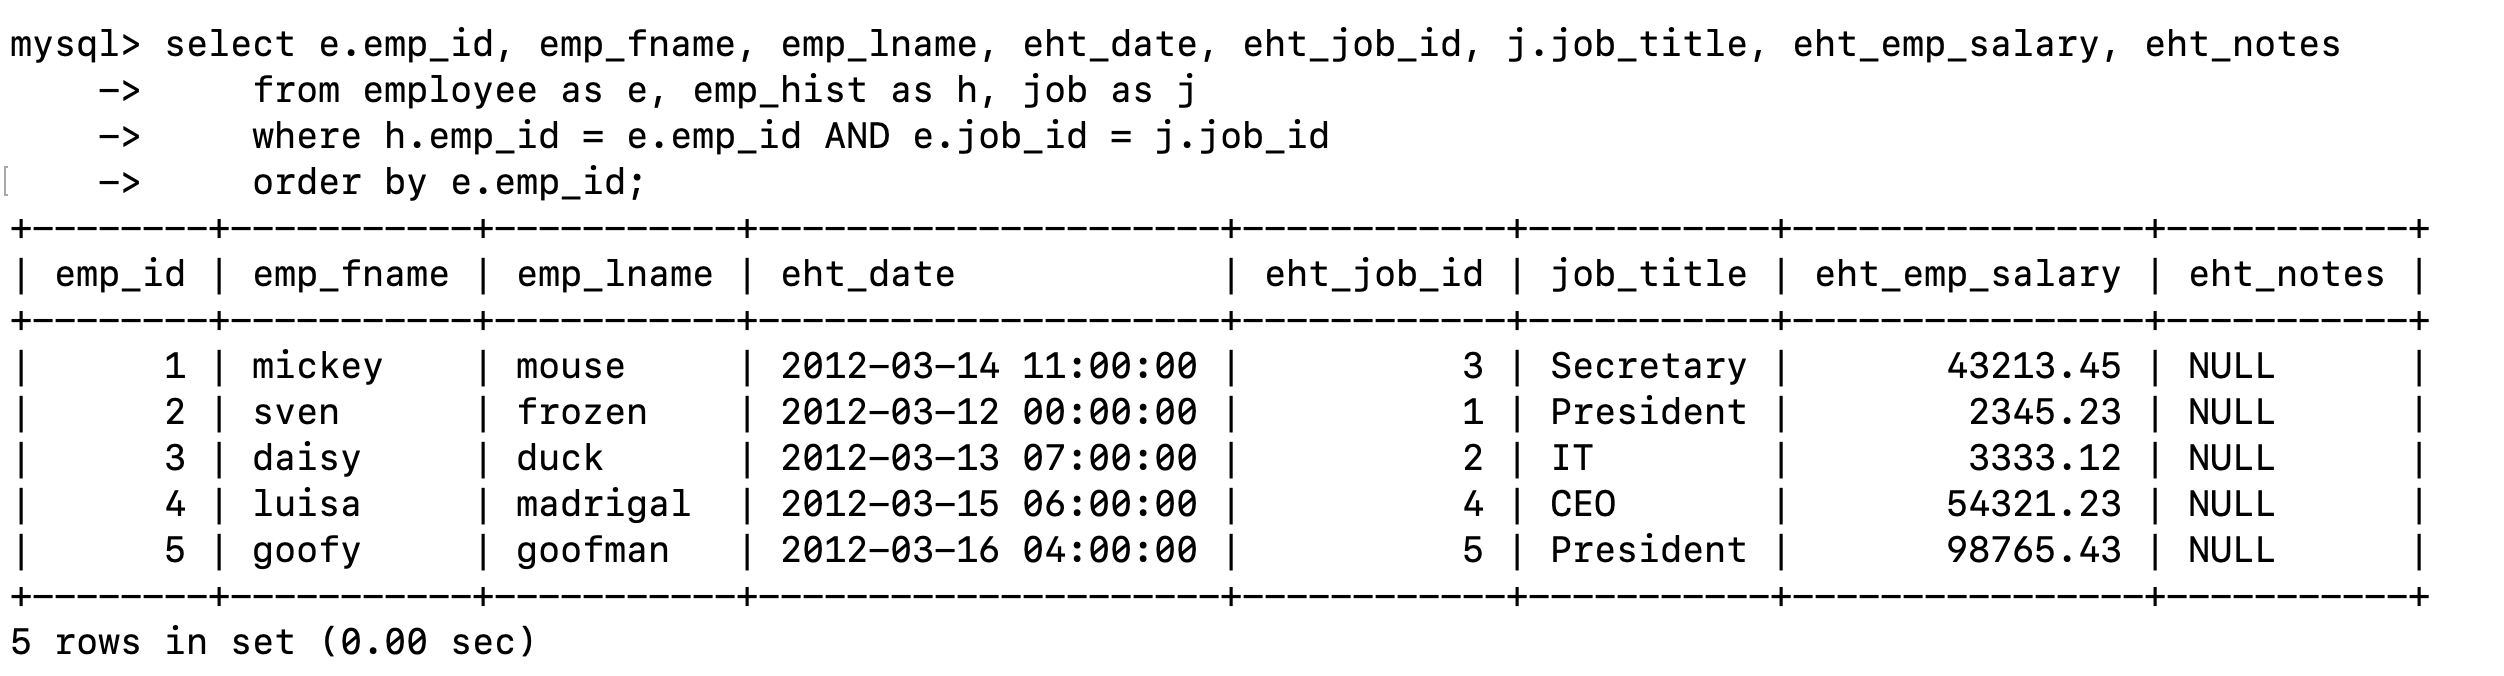 mysql> select e.emp_id, emp_fname, emp_lname, eht_date, eht_job_id, j.job_title, eht_emp_salary, eht_notes
    ->     from employee as e, emp_hist as h, job as j
    ->     where h.emp_id = e.emp_id AND e.job_id = j.job_id
    ->     order by e.emp_id;
+--------+-----------+-----------+---------------------+------------+-----------+----------------+-----------+
| emp_id | emp_fname | emp_lname | eht_date            | eht_job_id | job_title | eht_emp_salary | eht_notes |
+--------+-----------+-----------+---------------------+------------+-----------+----------------+-----------+
|      1 | mickey    | mouse     | 2012-03-14 11:00:00 |          3 | Secretary |       43213.45 | NULL      |
|      2 | sven      | frozen    | 2012-03-12 00:00:00 |          1 | President |        2345.23 | NULL      |
|      3 | daisy     | duck      | 2012-03-13 07:00:00 |          2 | IT        |        3333.12 | NULL      |
|      4 | luisa     | madrigal  | 2012-03-15 06:00:00 |          4 | CEO       |       54321.23 | NULL      |
|      5 | goofy     | goofman   | 2012-03-16 04:00:00 |          5 | President |       98765.43 | NULL      |
+--------+-----------+-----------+---------------------+------------+-----------+----------------+-----------+
5 rows in set (0.00 sec)